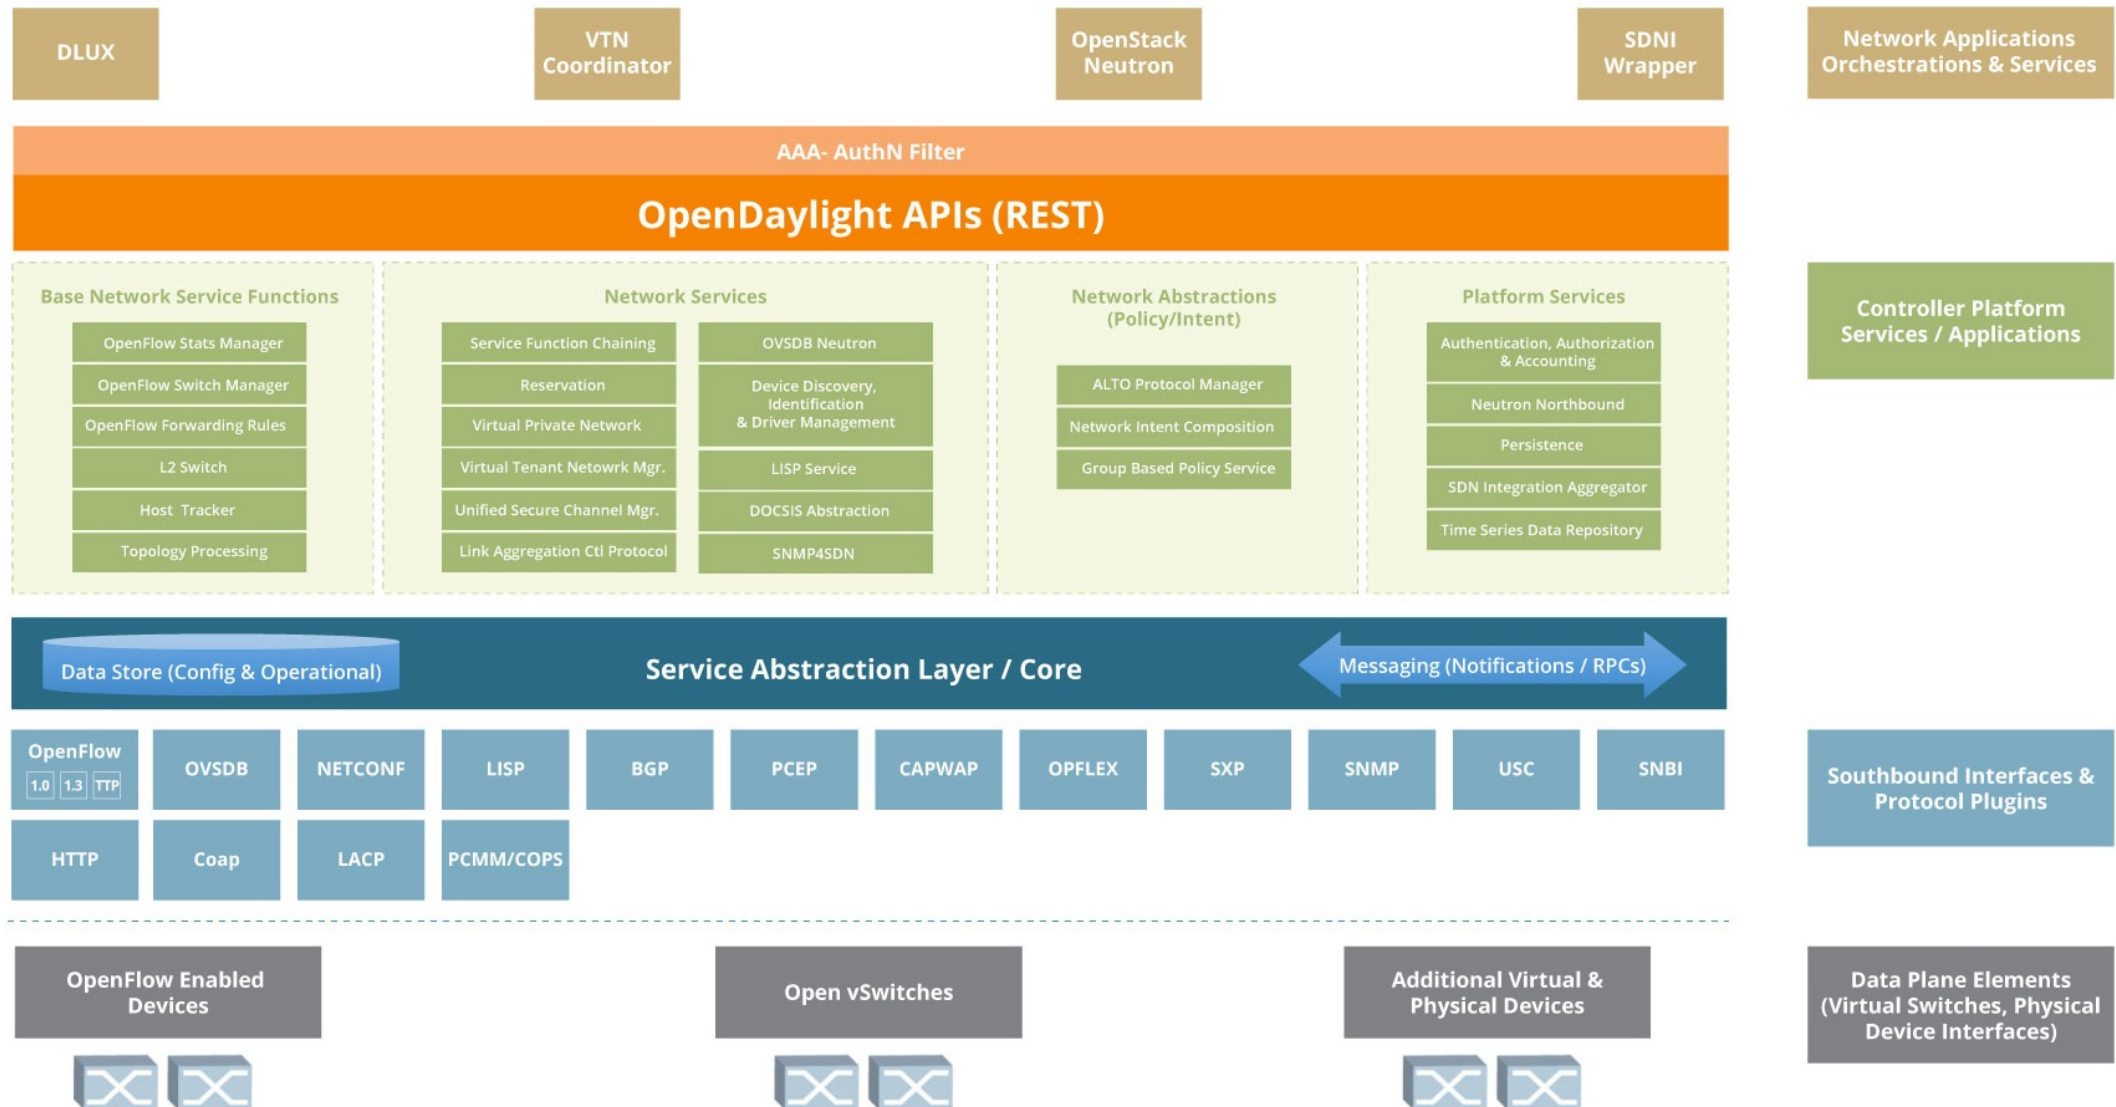 DLUX
VTN
Coordinator
OpenStack
Neutron
SDNI
Wrapper
Network Applications
Orchestrations & Services
AAA- AuthN Filter
OpenDaylight APIs (REST)
Base Network Service Functions
OpenFlow Stats Manager
OpenFlow Switch Manager
OpenFlow Forwarding Rules
L2 Switch
Host Tracker
Topology Processing
Network Services
Service Function Chaining
Reservation
Virtual Private Network
Virtual Tenant Netowrk Mgr.
Unified Secure Channel Mgr.
Link Aggregation Ctl Protocol
OVSDB Neutron
Device Discovery,
Identification
& Driver Management
LISP Service
DOCSIS Abstraction
SNMP4SDN
Network Abstractions
(Policy/Intent)
ALTO Protocol Manager
Network Intent Composition
Group Based Policy Service
Platform Services
Authentication, Authorization
& Accounting
Neutron Northbound
Persistence
SDN Integration Aggregator
Time Series Data Repository
Controller Platform
Services / Applications
Data Store (Config & Operational)
Service Abstraction Layer / Core
Messaging (Notifications / RPCs)
OpenFlow
1.0 1.3 TTP
OVSDB
NETCONF
LISP
BGP
PCEP
CAPWAP
OPFLEX
SXP
SNMP
USC
SNBI
HTTP
Coap
LACP
PCMM/COPS
Southbound Interfaces &
Protocol Plugins
OpenFlow Enabled
Devices
Open vSwitches
Additional Virtual &
Physical Devices
Data Plane Elements
(Virtual Switches, Physical
Device Interfaces)